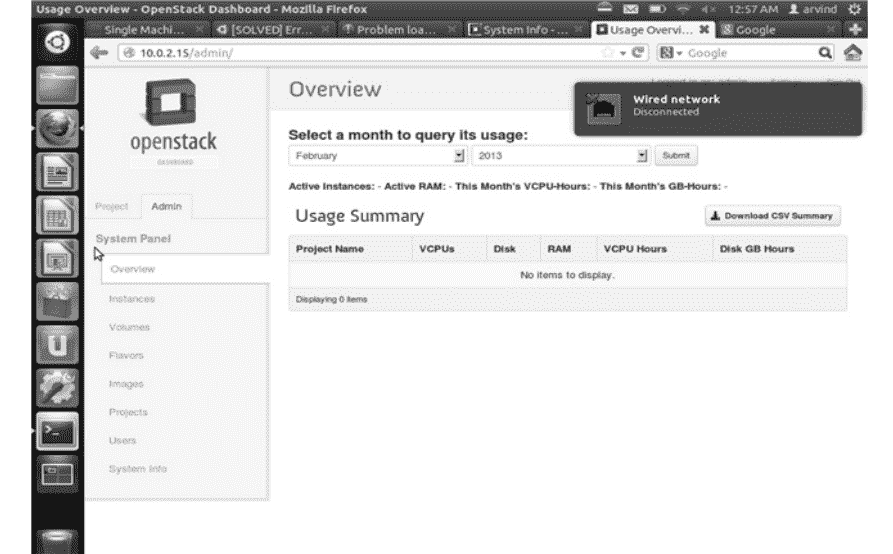 Usage Overview - OpenStack Dashboard - Mozilla Firefox
12:57 AM arvind
Single Machi...
[SOLVED] Err...
Problem loa...
System Info - ...
Usage Overvi...
Google
10.0.2.15/admin/
Google
openstack
DASHBOARD
Overview
Wired network
Disconnected
Select a month to query its usage:
February
2013
Submit
Active Instances: - Active RAM: - This Month's VCPU-Hours: - This Month's GB-Hours: -
Project
Admin
Usage Summary
Download CSV Summary
System Panel
Overview
Instances
Volumes
Flavors
Images
Projects
Users
System Info
Project Name VCPUs Disk RAM VCPU Hours Disk GB Hours
No items to display.
Displaying 0 items